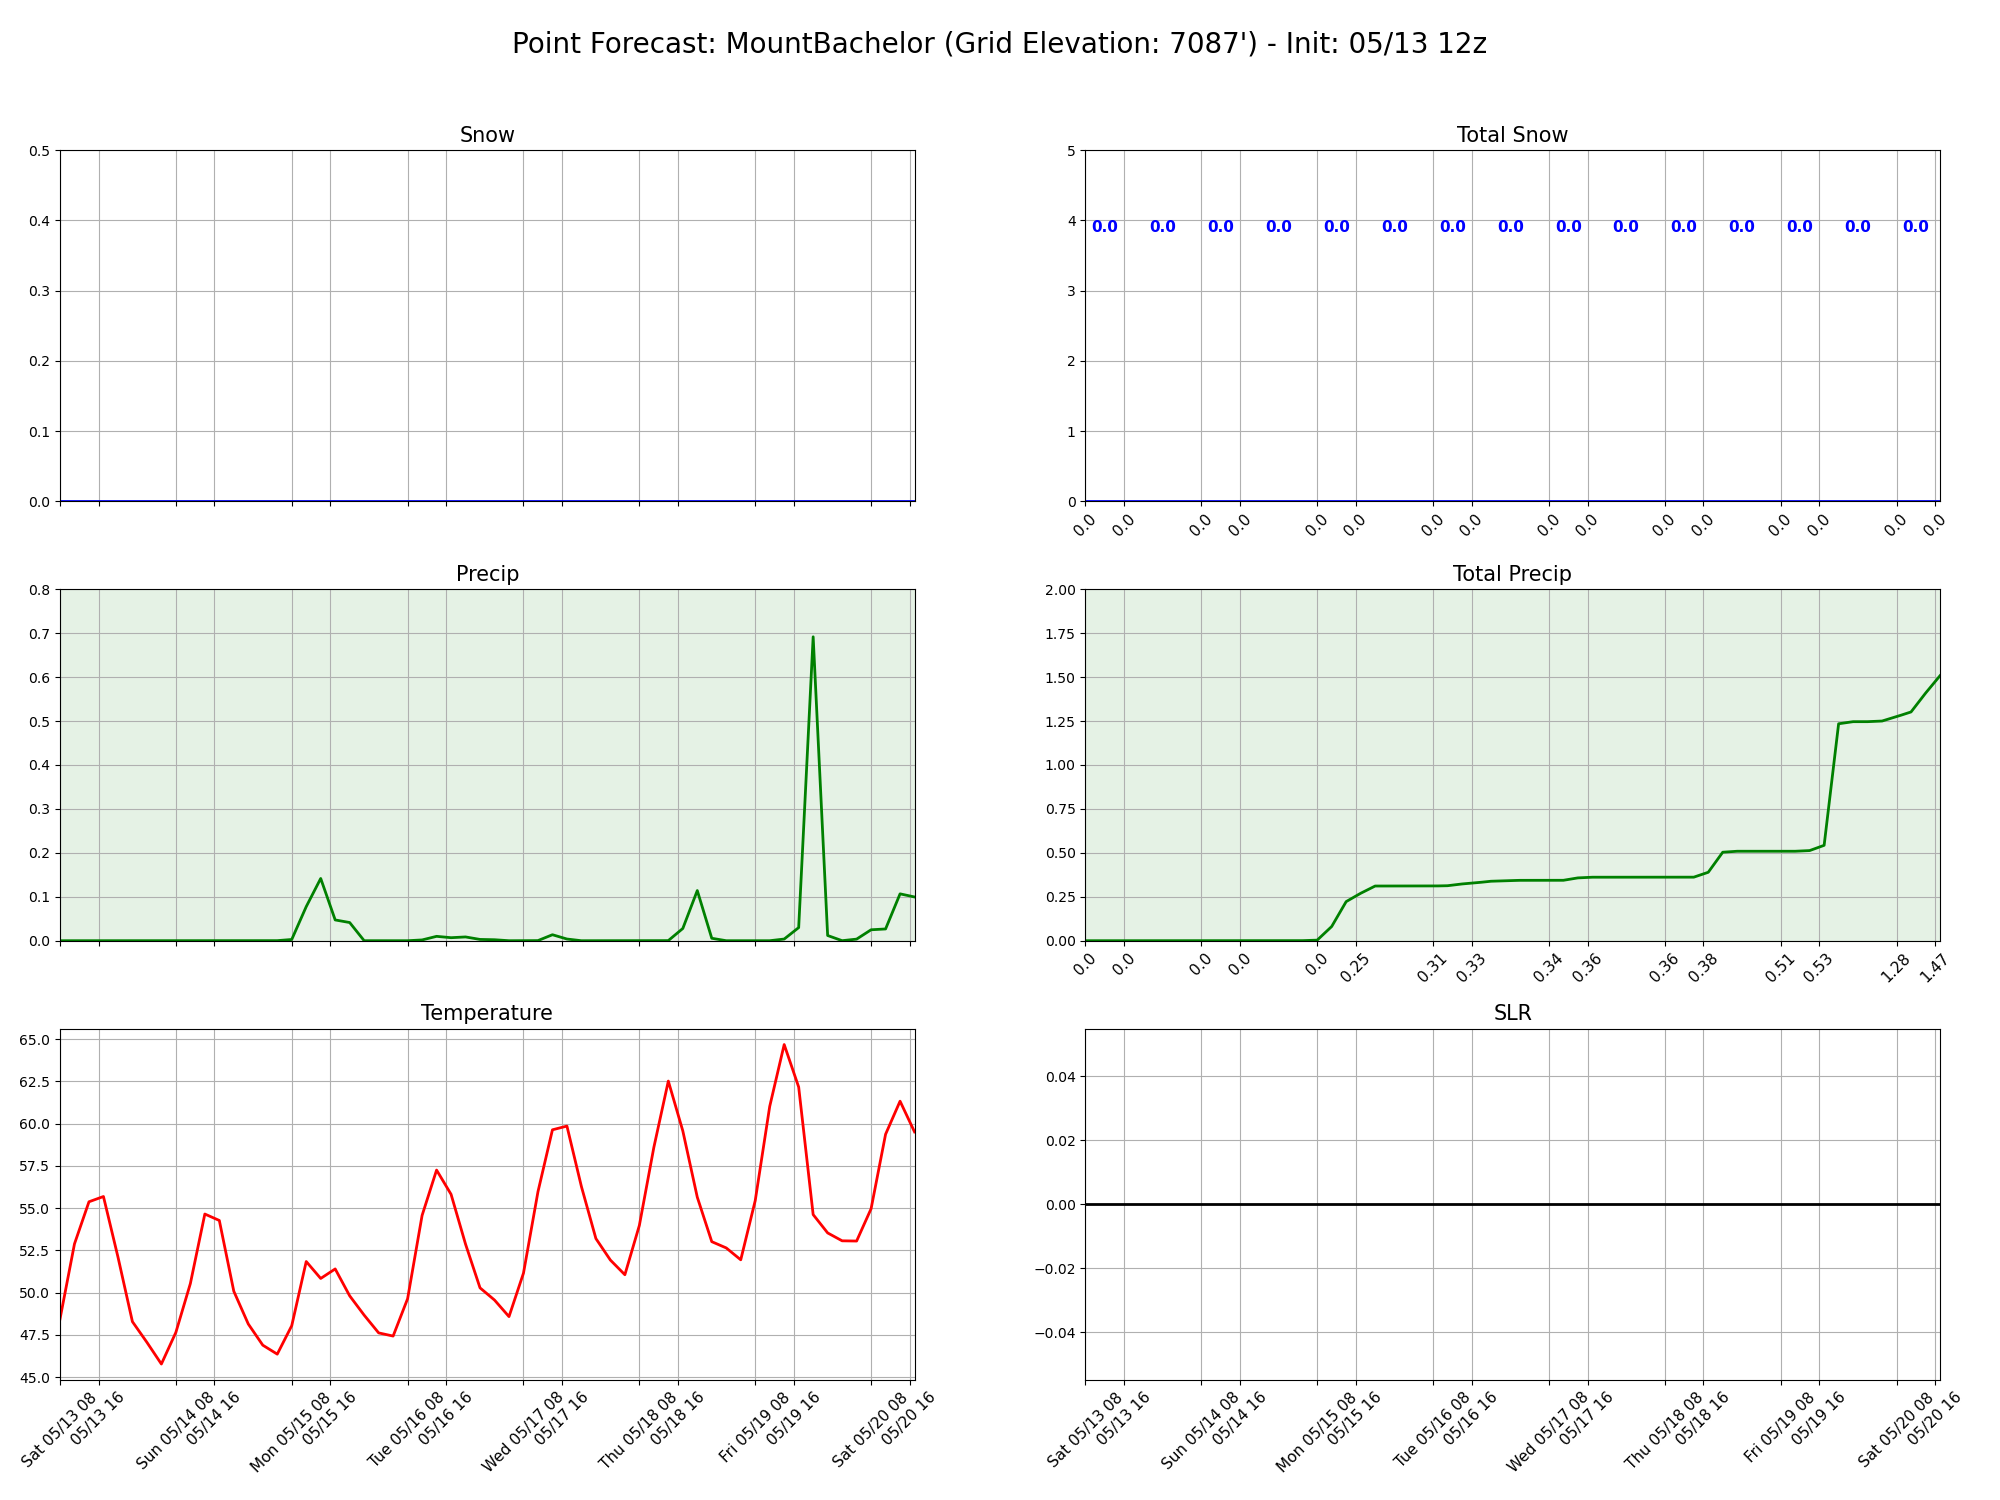 Point Forecast: MountBachelor (Grid Elevation: 7087') - Init: 05/13 12z
Snow
0.5
0.4
0.3
0.2
0.1
0.0
Total Snow
5
4
3
2
1
0
0.0 0.0 0.0 0.0 0.0 0.0 0.0 0.0 0.0 0.0 0.0 0.0 0.0 0.0 0.0
0.0 0.0 0.0 0.0 0.0 0.0 0.0 0.0 0.0 0.0 0.0 0.0 0.0 0.0 0.0 0.0
Precip
0.8
0.7
0.6
0.5
0.4
0.3
0.2
0.1
0.0
Total Precip
2.00
1.75
1.50
1.25
1.00
0.75
0.50
0.25
0.00
0.0 0.0 0.0 0.0 0.0 0.25 0.31 0.33 0.34 0.36 0.36 0.38 0.51 0.53 1.28 1.47
Temperature
65.0
62.5
60.0
57.5
55.0
52.5
50.0
47.5
45.0
Sat 05/13 08
05/13 16
Sun 05/14 08
05/14 16
Mon 05/15 08
05/15 16
Tue 05/16 08
05/16 16
Wed 05/17 08
05/17 16
Thu 05/18 08
05/18 16
Fri 05/19 08
05/19 16
Sat 05/20 08
05/20 16
SLR
0.04
0.02
0.00
−0.02
−0.04
Sat 05/13 08
05/13 16
Sun 05/14 08
05/14 16
Mon 05/15 08
05/15 16
Tue 05/16 08
05/16 16
Wed 05/17 08
05/17 16
Thu 05/18 08
05/18 16
Fri 05/19 08
05/19 16
Sat 05/20 08
05/20 16